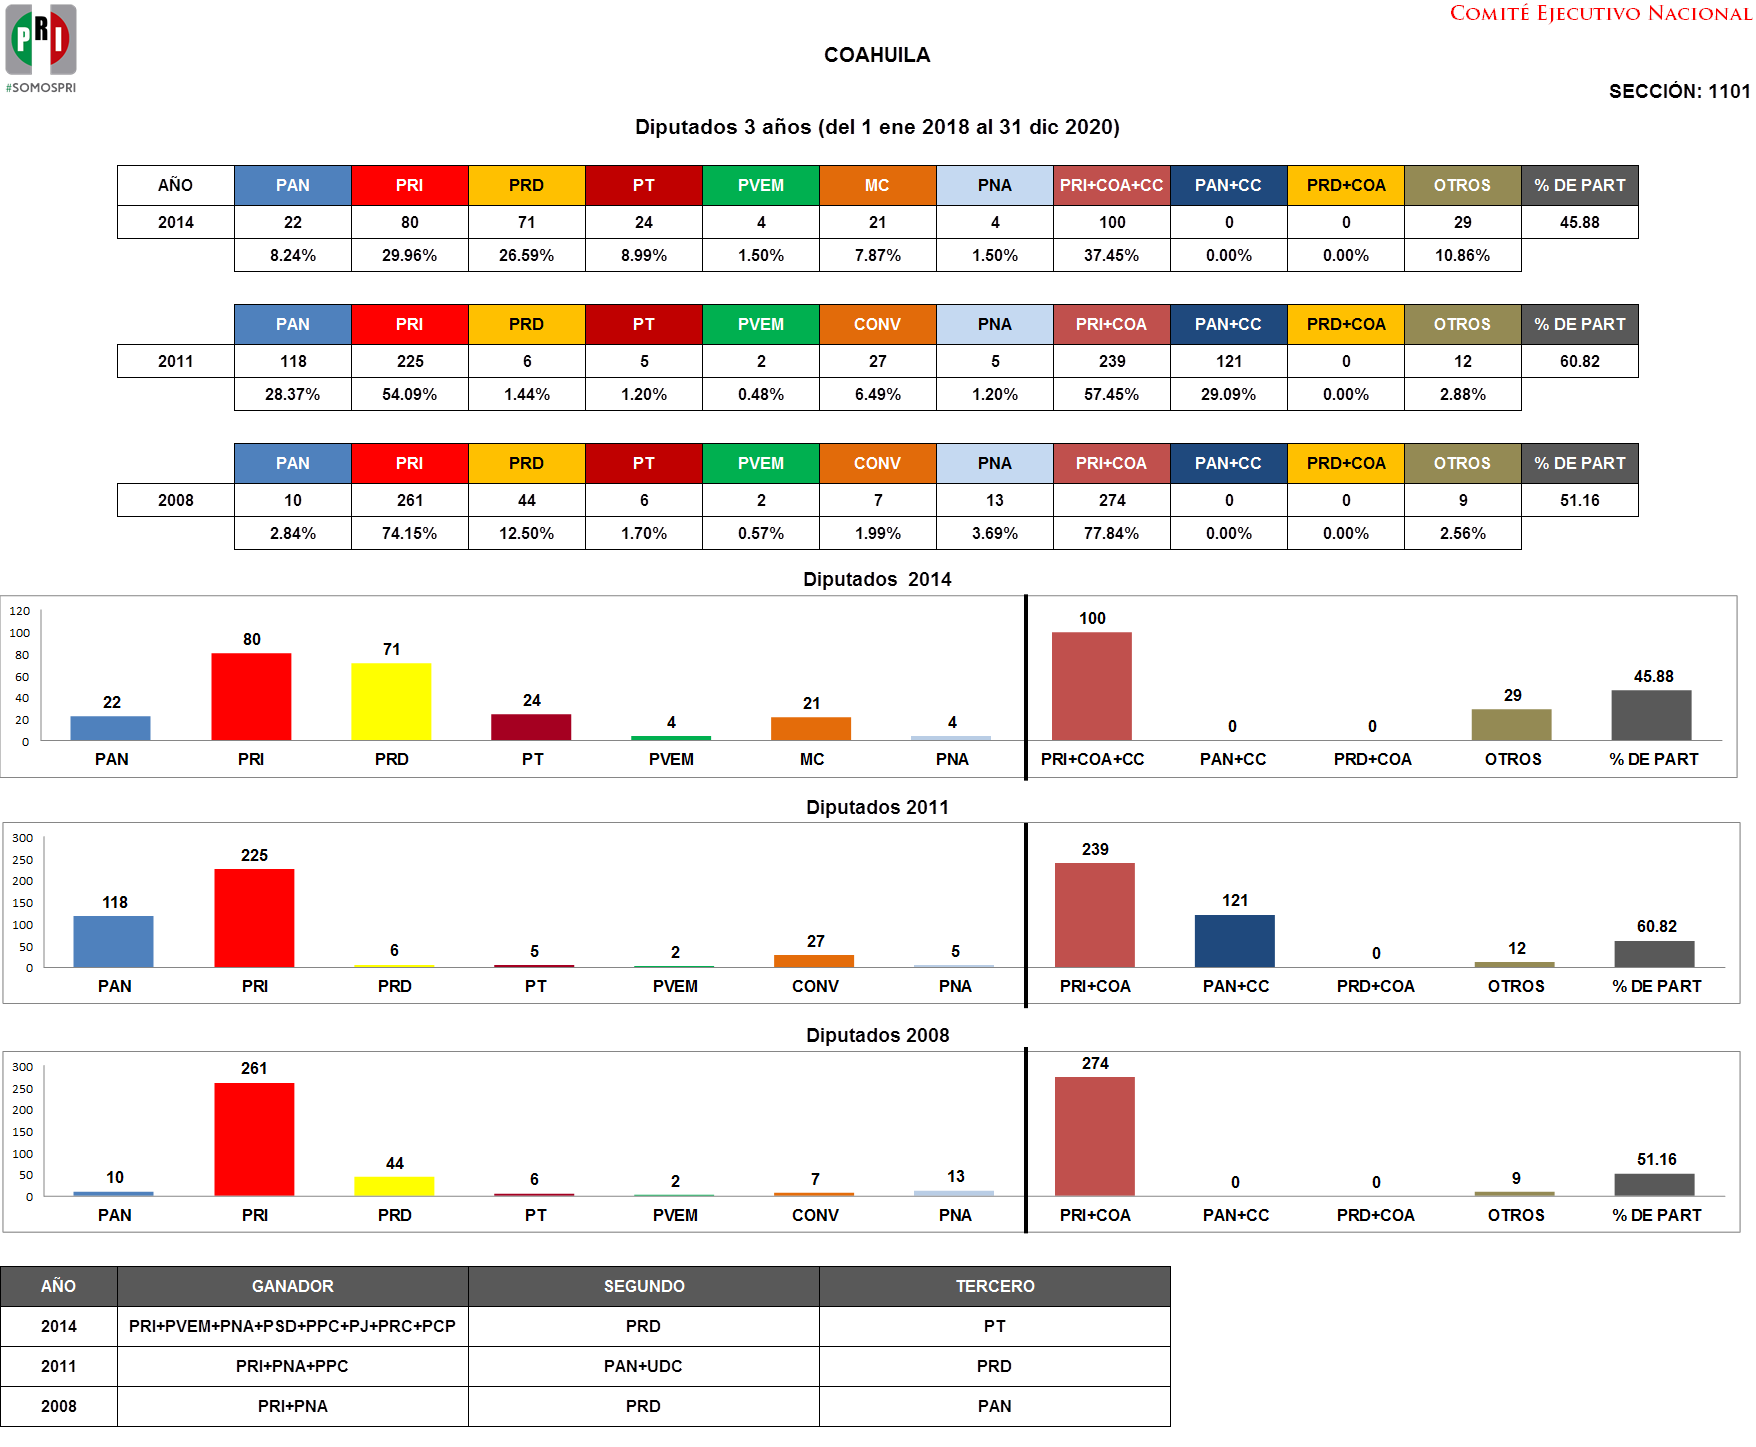 PRI
#SOMOSPRI
COMITÉ EJECUTIVO NACIONAL
COAHUILA
SECCIÓN: 1101
Diputados 3 años (del 1 ene 2018 al 31 dic 2020)
AÑO PAN PRI PRD PT PVEM MC PNA PRI+COA+CC PAN+CC PRD+COA OTROS % DE PART
2014 22 80 71 24 4 21 4 100 0 0 29 45.88
8.24% 29.96% 26.59% 8.99% 1.50% 7.87% 1.50% 37.45% 0.00% 0.00% 10.86%
PAN PRI PRD PT PVEM CONV PNA PRI+COA PAN+CC PRD+COA OTROS % DE PART
2011 118 225 6 5 2 27 5 239 121 0 12 60.82
28.37% 54.09% 1.44% 1.20% 0.48% 6.49% 1.20% 57.45% 29.09% 0.00% 2.88%
PAN PRI PRD PT PVEM CONV PNA PRI+COA PAN+CC PRD+COA OTROS % DE PART
2008 10 261 44 6 2 7 13 274 0 0 9 51.16
2.84% 74.15% 12.50% 1.70% 0.57% 1.99% 3.69% 77.84% 0.00% 0.00% 2.56%
Diputados 2014
120
100
80
60
40
20
0
22 80 71 24 4 21 4 100 0 0 29 45.88
PAN PRI PRD PT PVEM MC PNA PRI+COA+CC PAN+CC PRD+COA OTROS % DE PART
Diputados 2011
300
250
200
150
100
50
0
118 225 6 5 2 27 5 239 121 0 12 60.82
PAN PRI PRD PT PVEM CONV PNA PRI+COA PAN+CC PRD+COA OTROS % DE PART
Diputados 2008
300
250
200
150
100
50
0
10 261 44 6 2 7 13 274 0 0 9 51.16
PAN PRI PRD PT PVEM CONV PNA PRI+COA PAN+CC PRD+COA OTROS % DE PART
AÑO GANADOR SEGUNDO TERCERO
2014 PRI+PVEM+PNA+PSD+PPC+PJ+PRC+PCP PRD PT
2011 PRI+PNA+PPC PAN+UDC PRD
2008 PRI+PNA PRD PAN